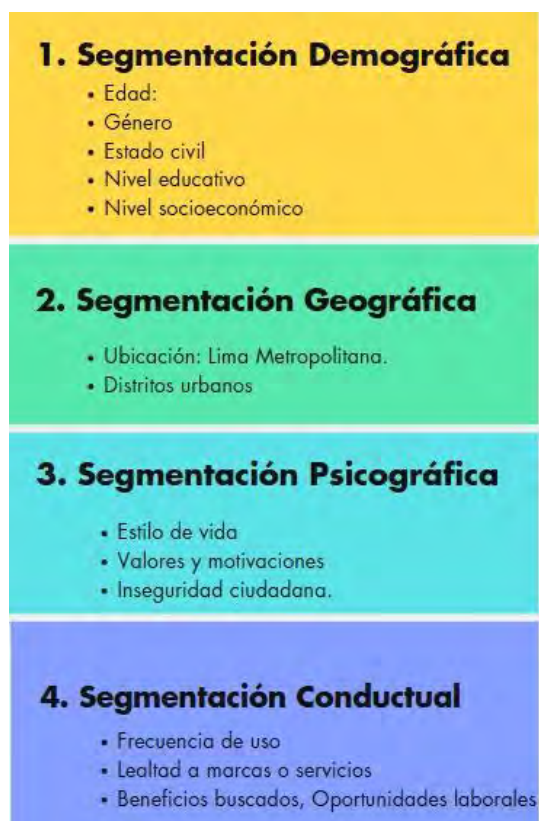 1. Segmentación Demográfica
• Edad:
• Género
• Estado civil
• Nivel educativo
• Nivel socioeconómico
2. Segmentación Geográfica
• Ubicación: Lima Metropolitana.
• Distritos urbanos
3. Segmentación Psicográfica
• Estilo de vida
• Valores y motivaciones
• Inseguridad ciudadana.
4. Segmentación Conductual
• Frecuencia de uso
• Lealtad a marcas o servicios
• Beneficios buscados, Oportunidades laborales